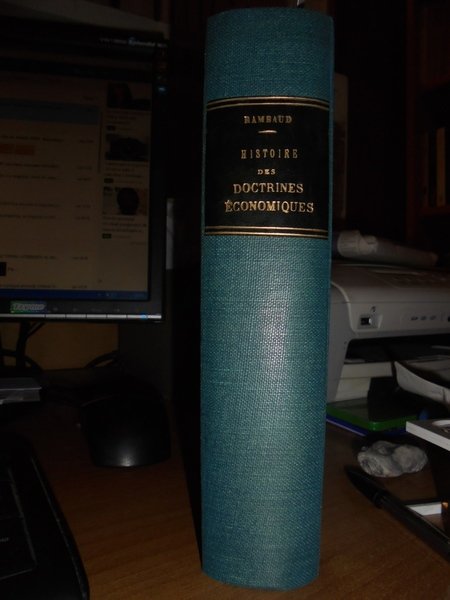 RAMBAUD
HISTOIRE
DES
DOCTRINES
ÉCONOMIQUES